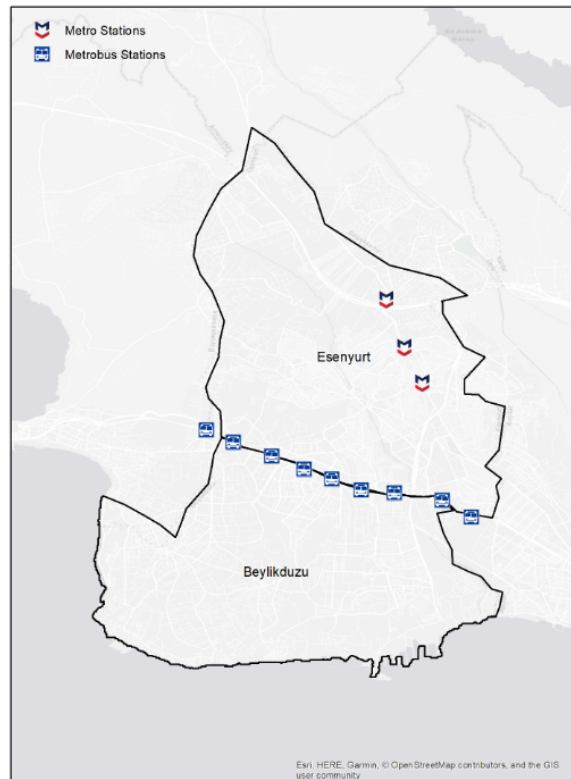 Metro Stations
Metrobus Stations
Esenyurt
Beylikduzu
Esri, HERE, Garmin, © OpenStreetMap contributors, and the GIS
user community